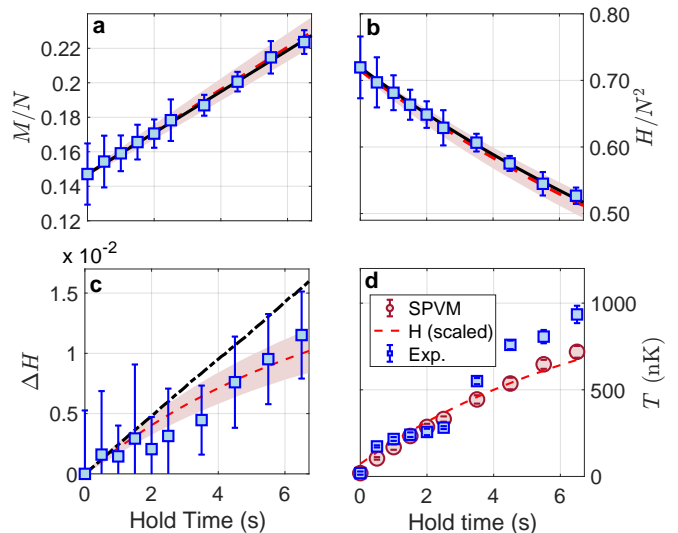 a
M/N
0.22
0.2
0.18
0.16
0.14
0.12
b
0.80
0.70
0.60
0.50
H/N²
x 10⁻²
c
1.5
1
0.5
0
ΔH
0 2 4 6
Hold Time (s)
d
SPVM
H (scaled)
Exp.
1000
500
0
T (nK)
0 2 4 6
Hold time (s)